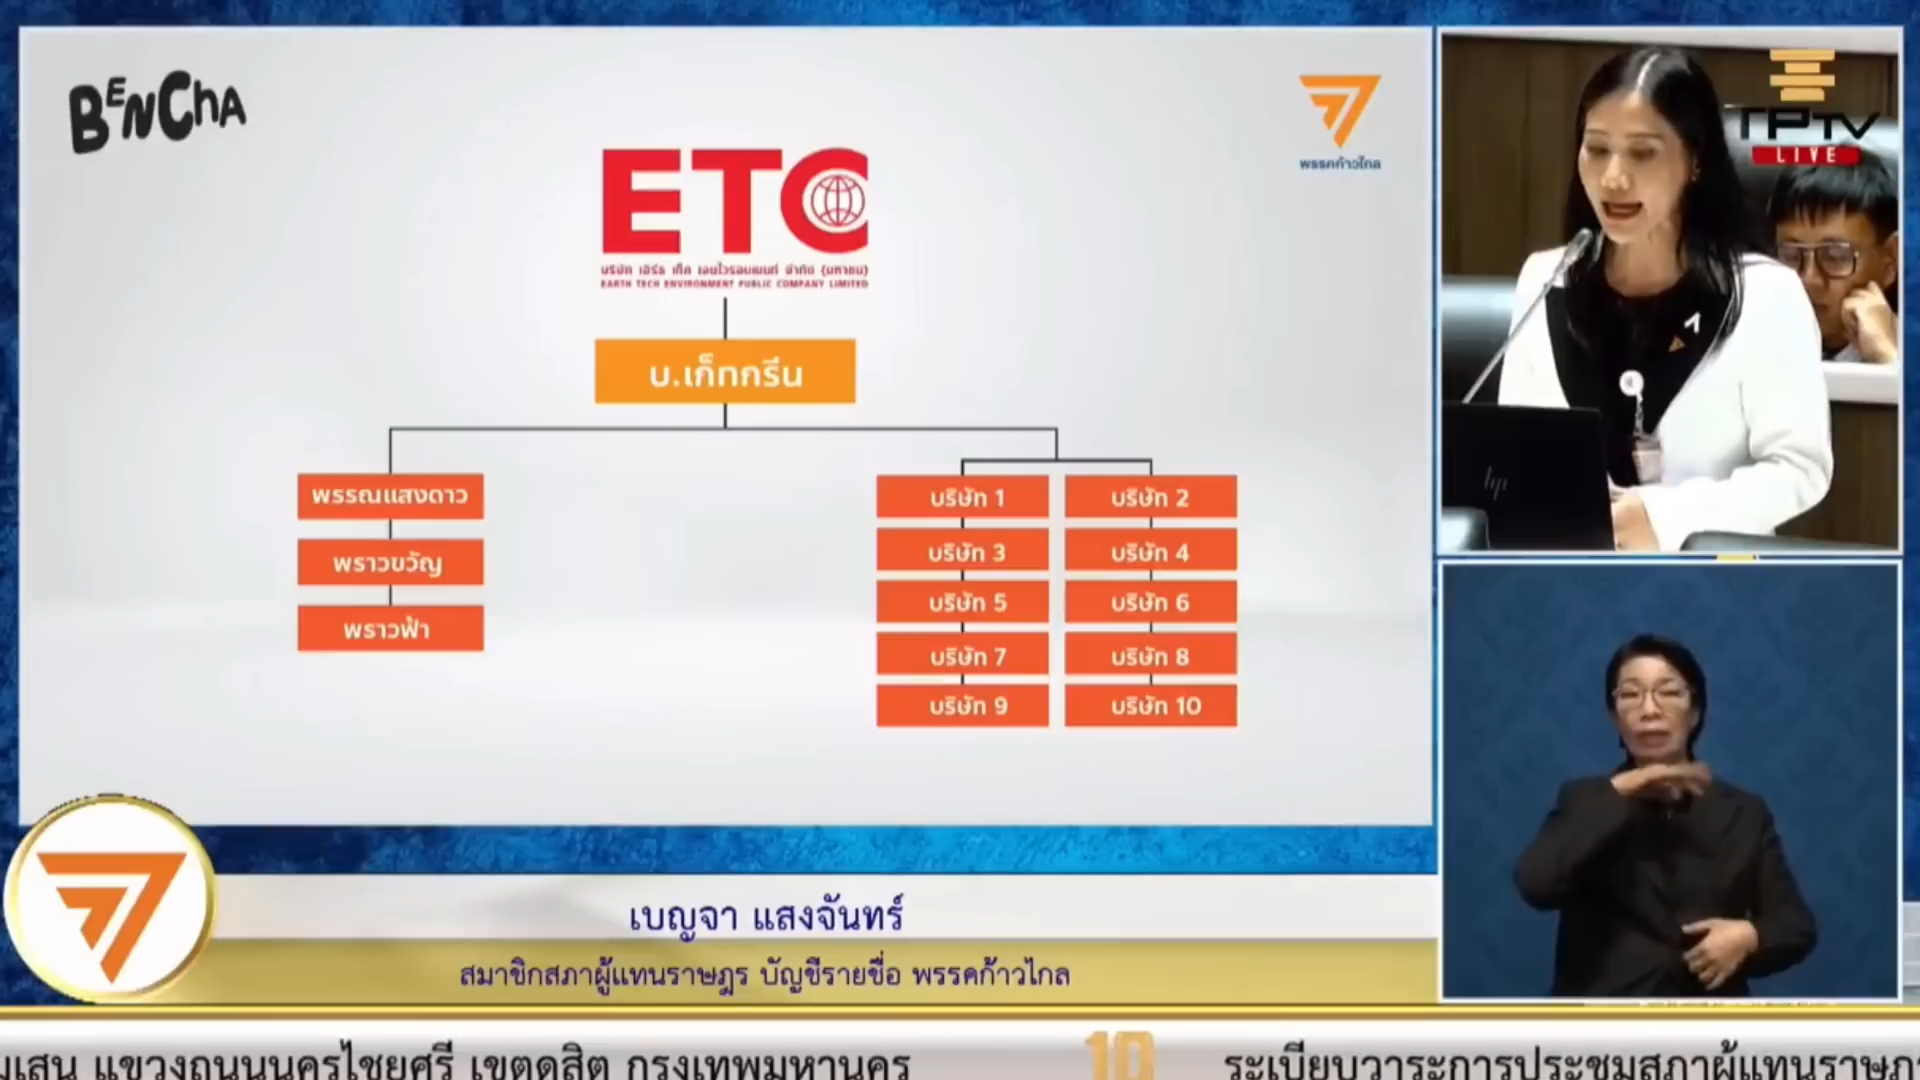 BENChA
พรรคก้าวไกล
ETC
บริษัท เอิร์ธ เท็ค เอนไวรอนเมนท์ จำกัด (มหาชน)
EARTH TECH ENVIRONMENT PUBLIC COMPANY LIMITED
บ.เก็ทกรีน
พรรณแสงดาว
พราวขวัญ
พราวฟ้า
บริษัท 1
บริษัท 2
บริษัท 3
บริษัท 4
บริษัท 5
บริษัท 6
บริษัท 7
บริษัท 8
บริษัท 9
บริษัท 10
TPTV
LIVE
hp
เบญจา แสงจันทร์
สมาชิกสภาผู้แทนราษฎร บัญชีรายชื่อ พรรคก้าวไกล
แขวงถนนนครไชยศรี เขตดุสิต กรุงเทพมหานคร
10
ระเบียบวาระการประชุมสภาผู้แทนราษฎ